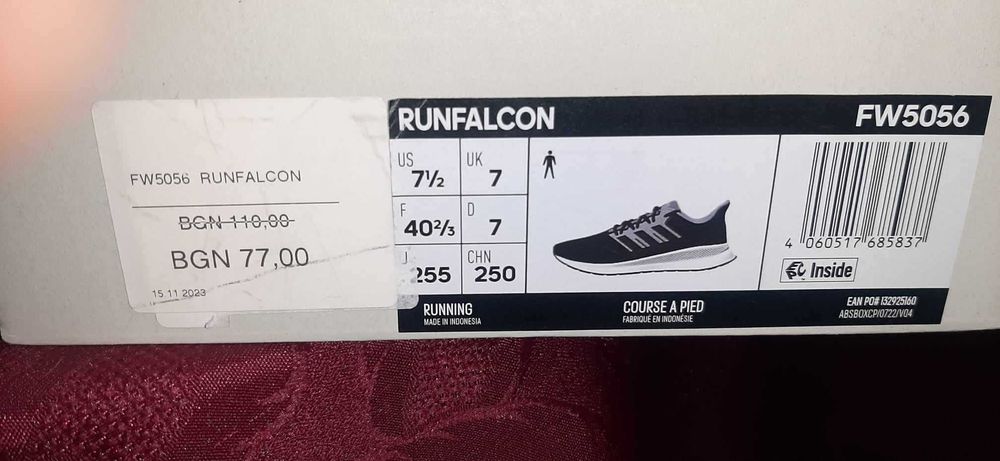 FW5056 RUNFALCON
BGN 110,00
BGN 77,00
15 11 2023
RUNFALCON
FW5056
US
7½
UK
7
F
40⅔
D
7
J
255
CHN
250
4 060517 685837
Inside
RUNNING
MADE IN INDONESIA
COURSE A PIED
FABRIQUÉ EN INDONÉSIE
EAN PO# 132925160
ABSBOXCP/0722/V04